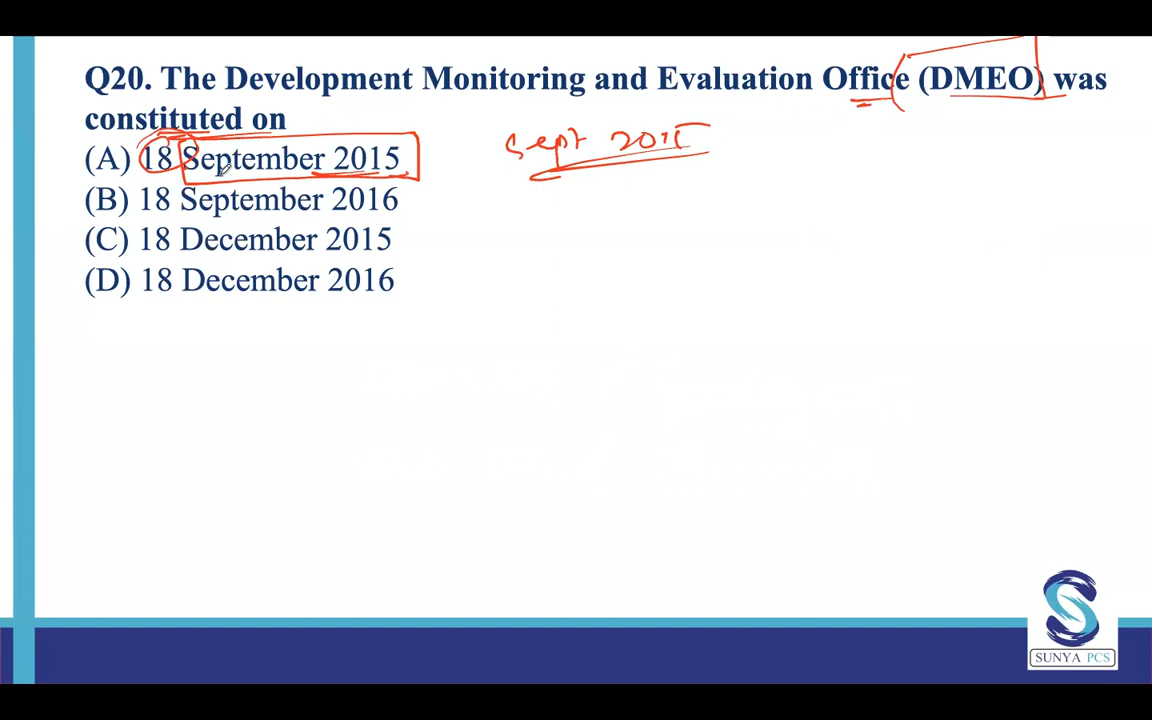 Q20. The Development Monitoring and Evaluation Office (DMEO) was
constituted on
(A) 18 September 2015
Sept 2015
(B) 18 September 2016
(C) 18 December 2015
(D) 18 December 2016
SUNYA PCS